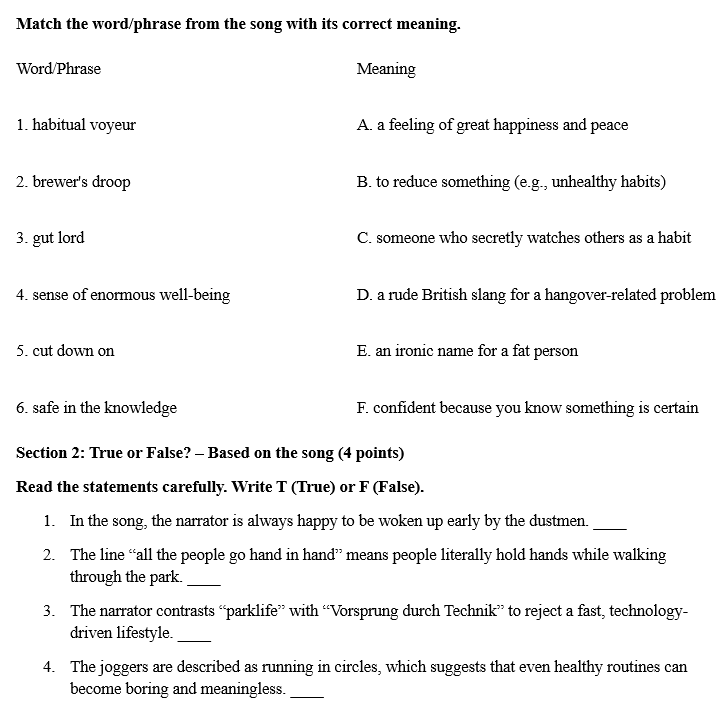 Match the word/phrase from the song with its correct meaning.
Word/Phrase Meaning
1. habitual voyeur A. a feeling of great happiness and peace
2. brewer's droop B. to reduce something (e.g., unhealthy habits)
3. gut lord C. someone who secretly watches others as a habit
4. sense of enormous well-being D. a rude British slang for a hangover-related problem
5. cut down on E. an ironic name for a fat person
6. safe in the knowledge F. confident because you know something is certain
Section 2: True or False? – Based on the song (4 points)
Read the statements carefully. Write T (True) or F (False).
1. In the song, the narrator is always happy to be woken up early by the dustmen. ____
2. The line “all the people go hand in hand” means people literally hold hands while walking
through the park. ____
3. The narrator contrasts “parklife” with “Vorsprung durch Technik” to reject a fast, technology-
driven lifestyle. ____
4. The joggers are described as running in circles, which suggests that even healthy routines can
become boring and meaningless. ____